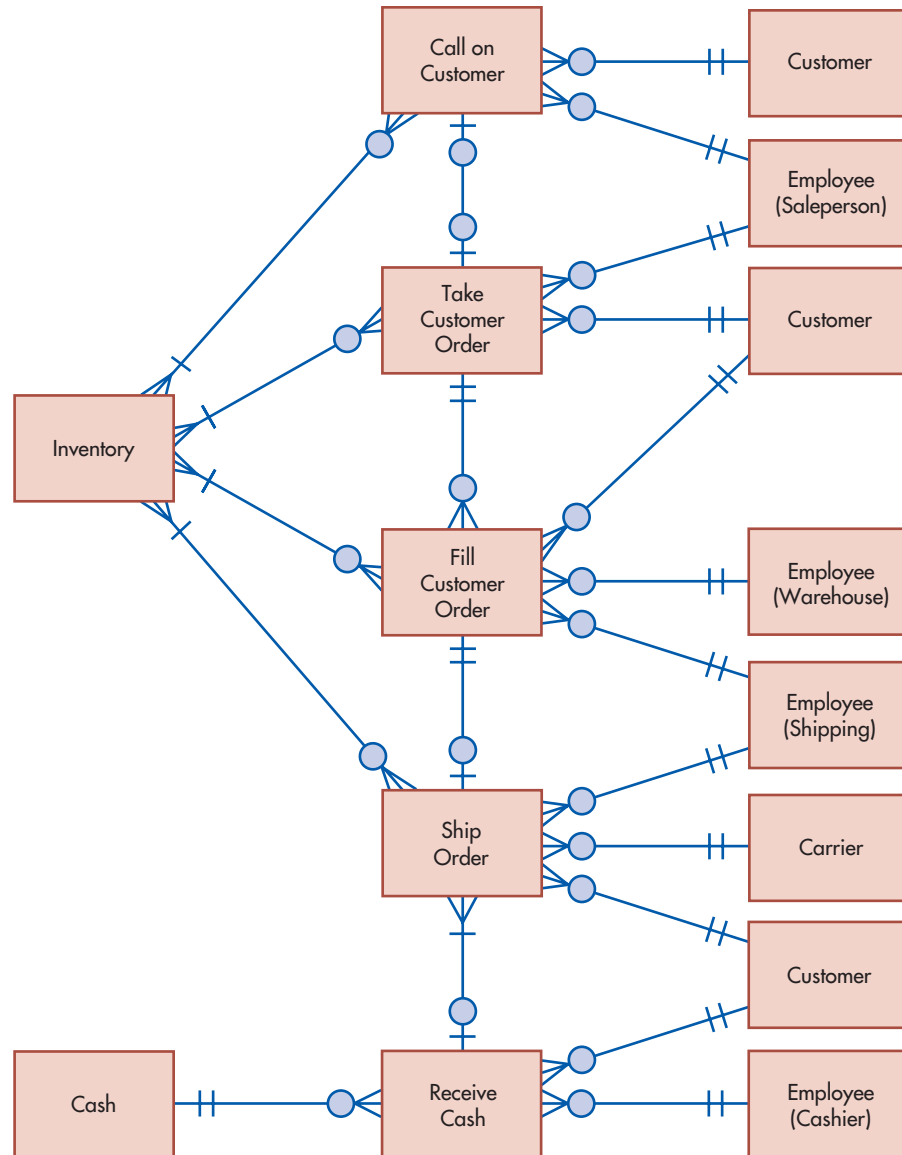 Call on
Customer
Customer
Employee
(Saleperson)
Take
Customer
Order
Customer
Inventory
Fill
Customer
Order
Employee
(Warehouse)
Employee
(Shipping)
Ship
Order
Carrier
Customer
Cash
Receive
Cash
Employee
(Cashier)